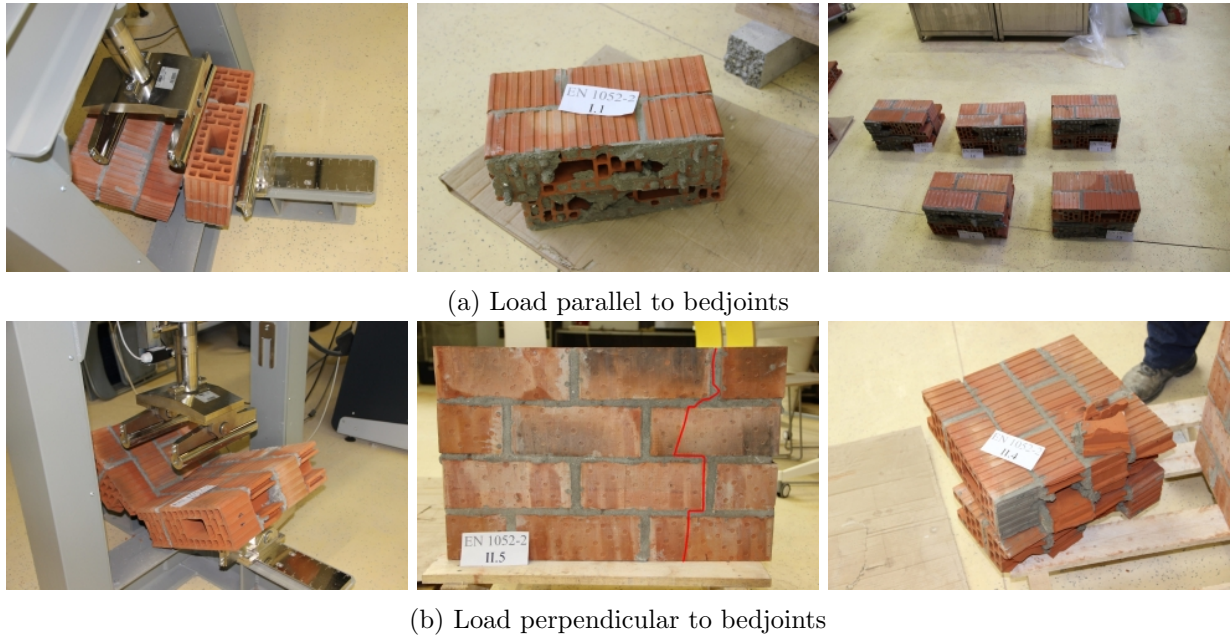 EN 1052-2
I.1
(a) Load parallel to bedjoints
EN 1052-2
II.5
EN 1052-2
II.4
(b) Load perpendicular to bedjoints